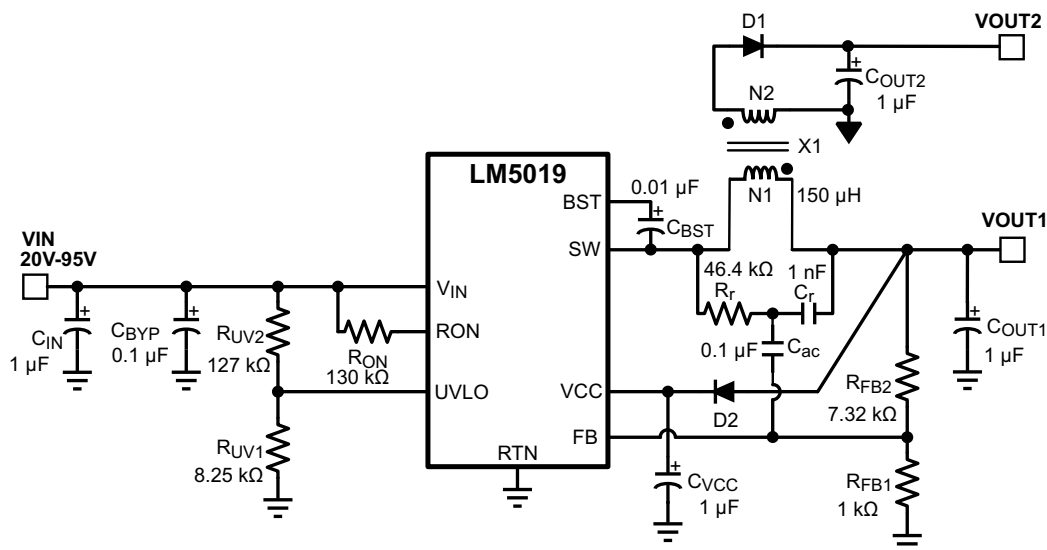 D1
VOUT2
+
COUT2
1 µF
N2
X1
LM5019
0.01 µF
BST
+
CBST
N1
150 µH
VOUT1
VIN
20V-95V
SW
46.4 kΩ
1 nF
Rr
Cr
VIN
+
CIN
1 µF
+
CBYP
0.1 µF
RUV2
127 kΩ
RON
RON
130 kΩ
0.1 µF
Cac
+
COUT1
1 µF
UVLO
VCC
D2
RFB2
7.32 kΩ
FB
RUV1
8.25 kΩ
RTN
+
CVCC
1 µF
RFB1
1 kΩ